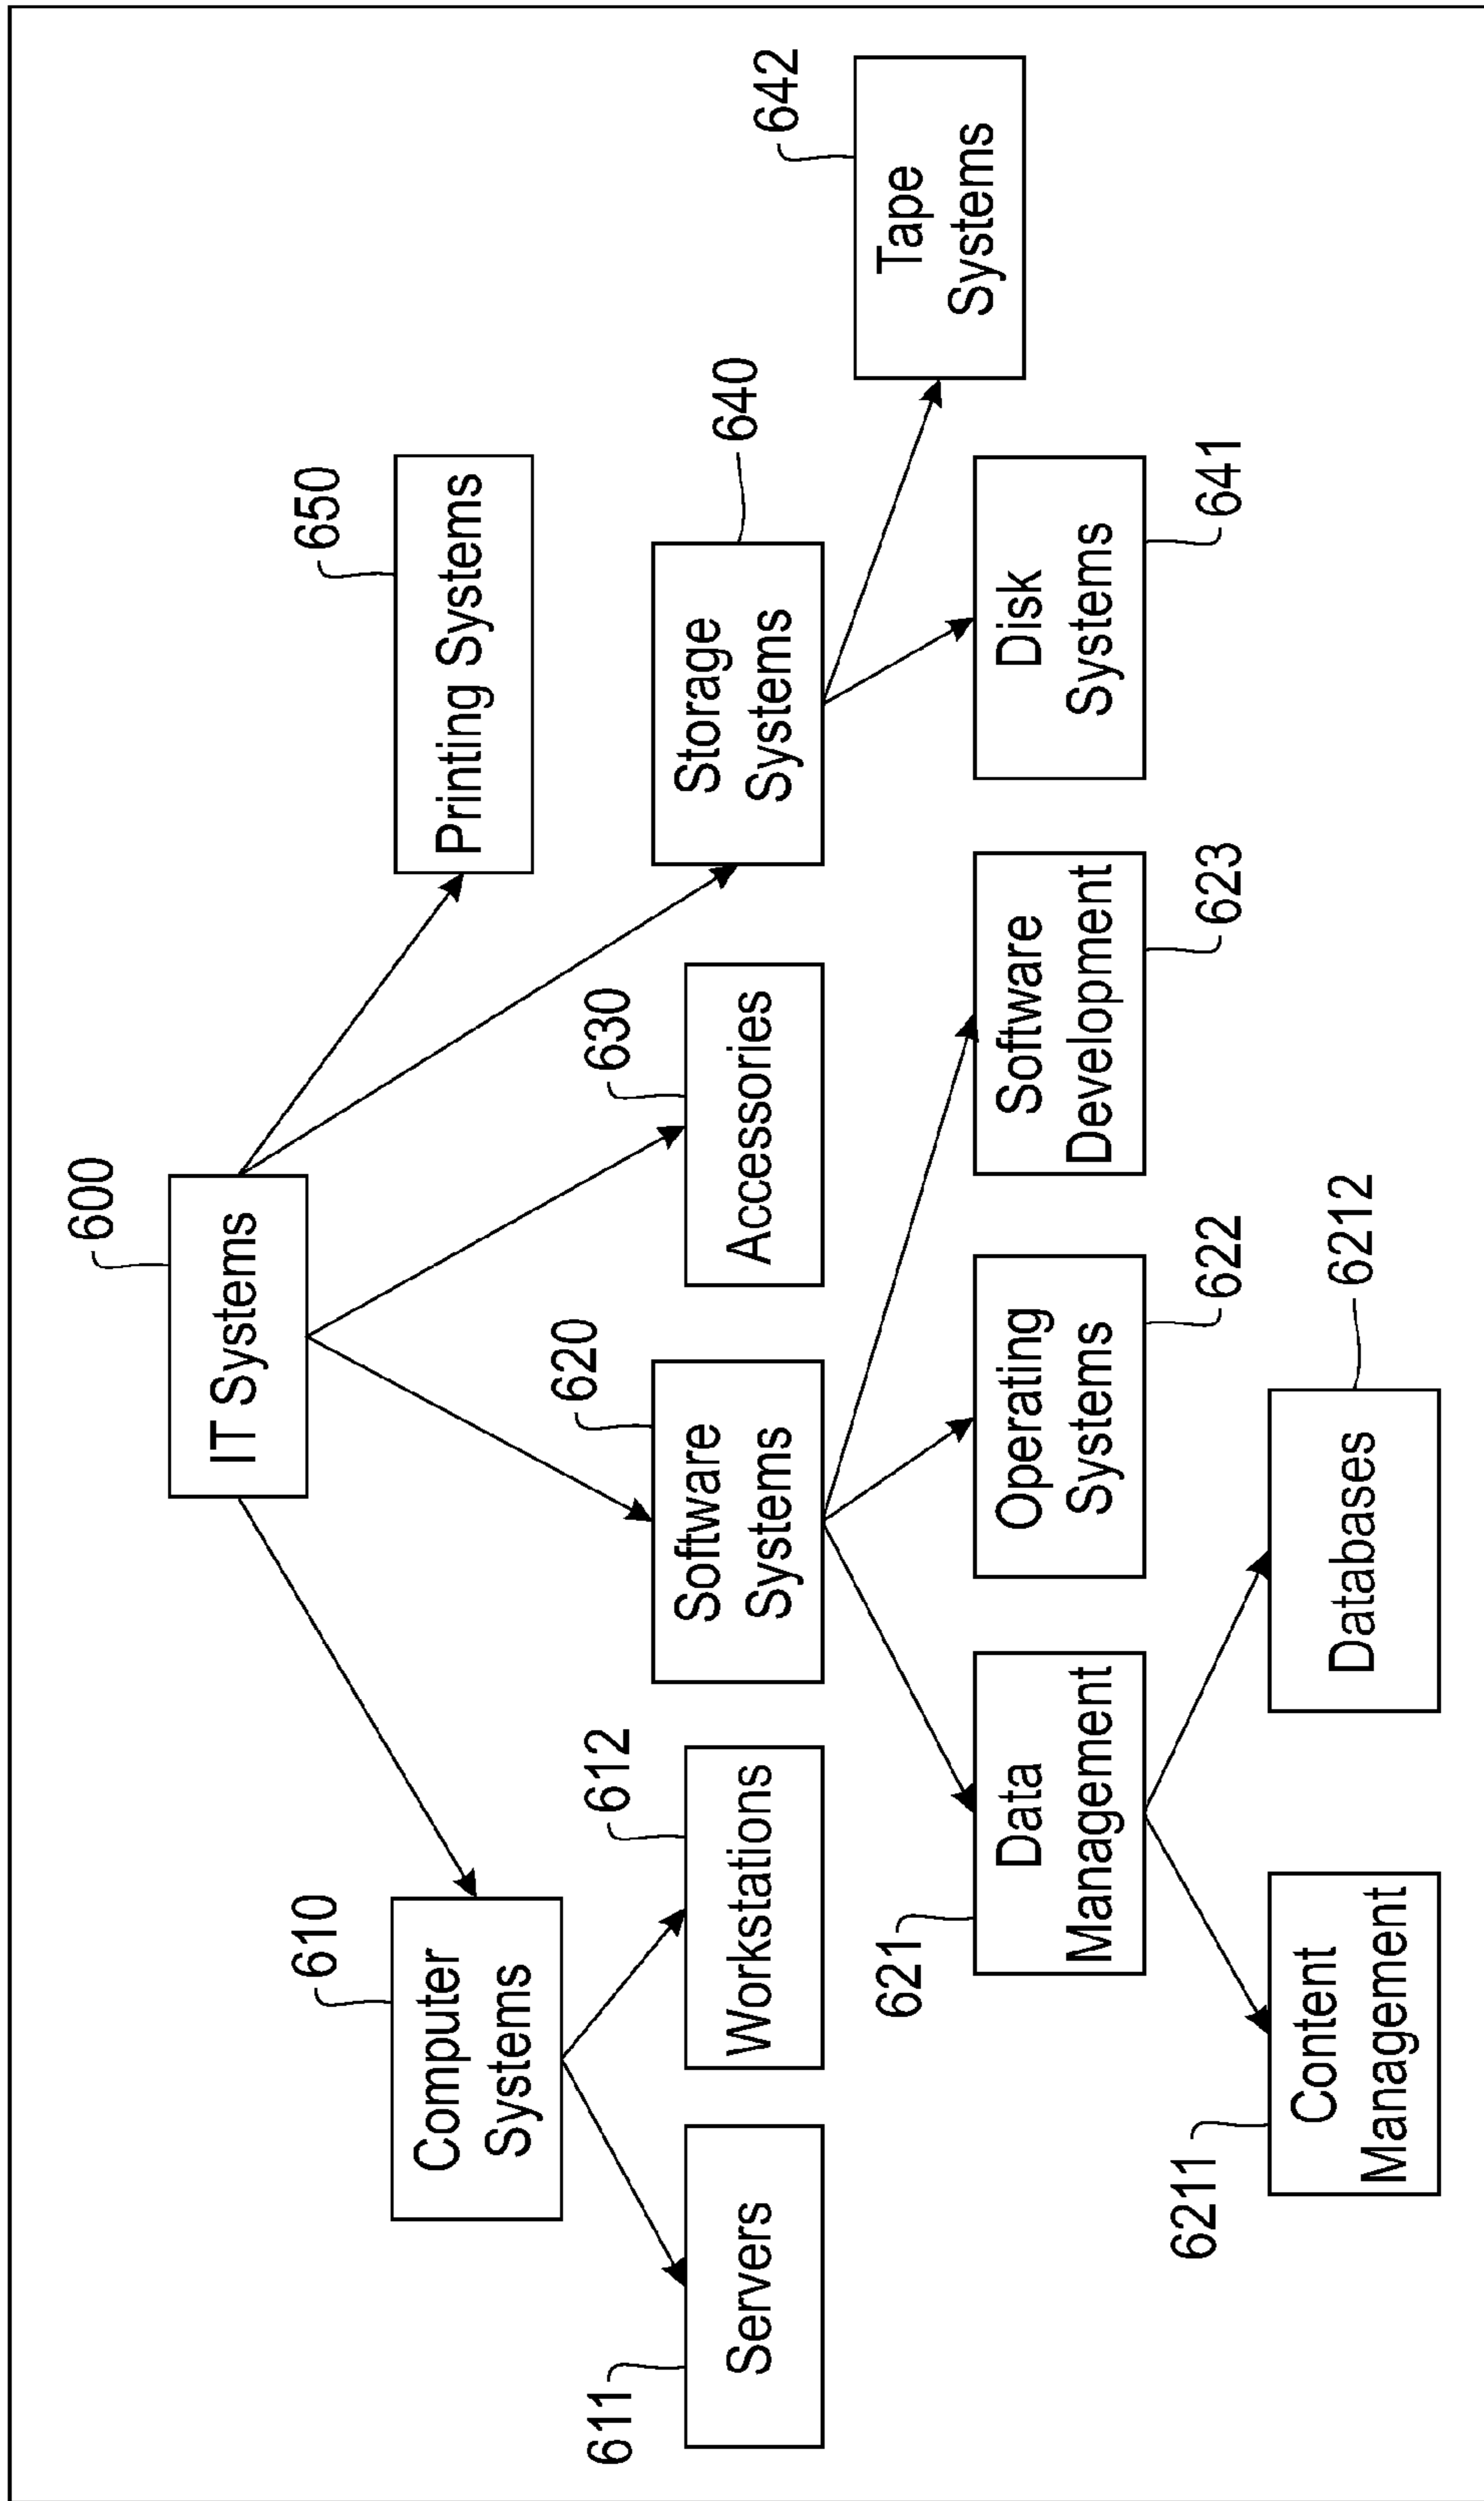 600
IT Systems
610
Computer
Systems
650
Printing Systems
611
Servers
612
Workstations
620
Software
Systems
630
Accessories
640
Storage
Systems
642
Tape
Systems
621
Data
Management
Operating
Systems
622
Software
Development
623
Disk
Systems
641
6211
Content
Management
Databases
6212